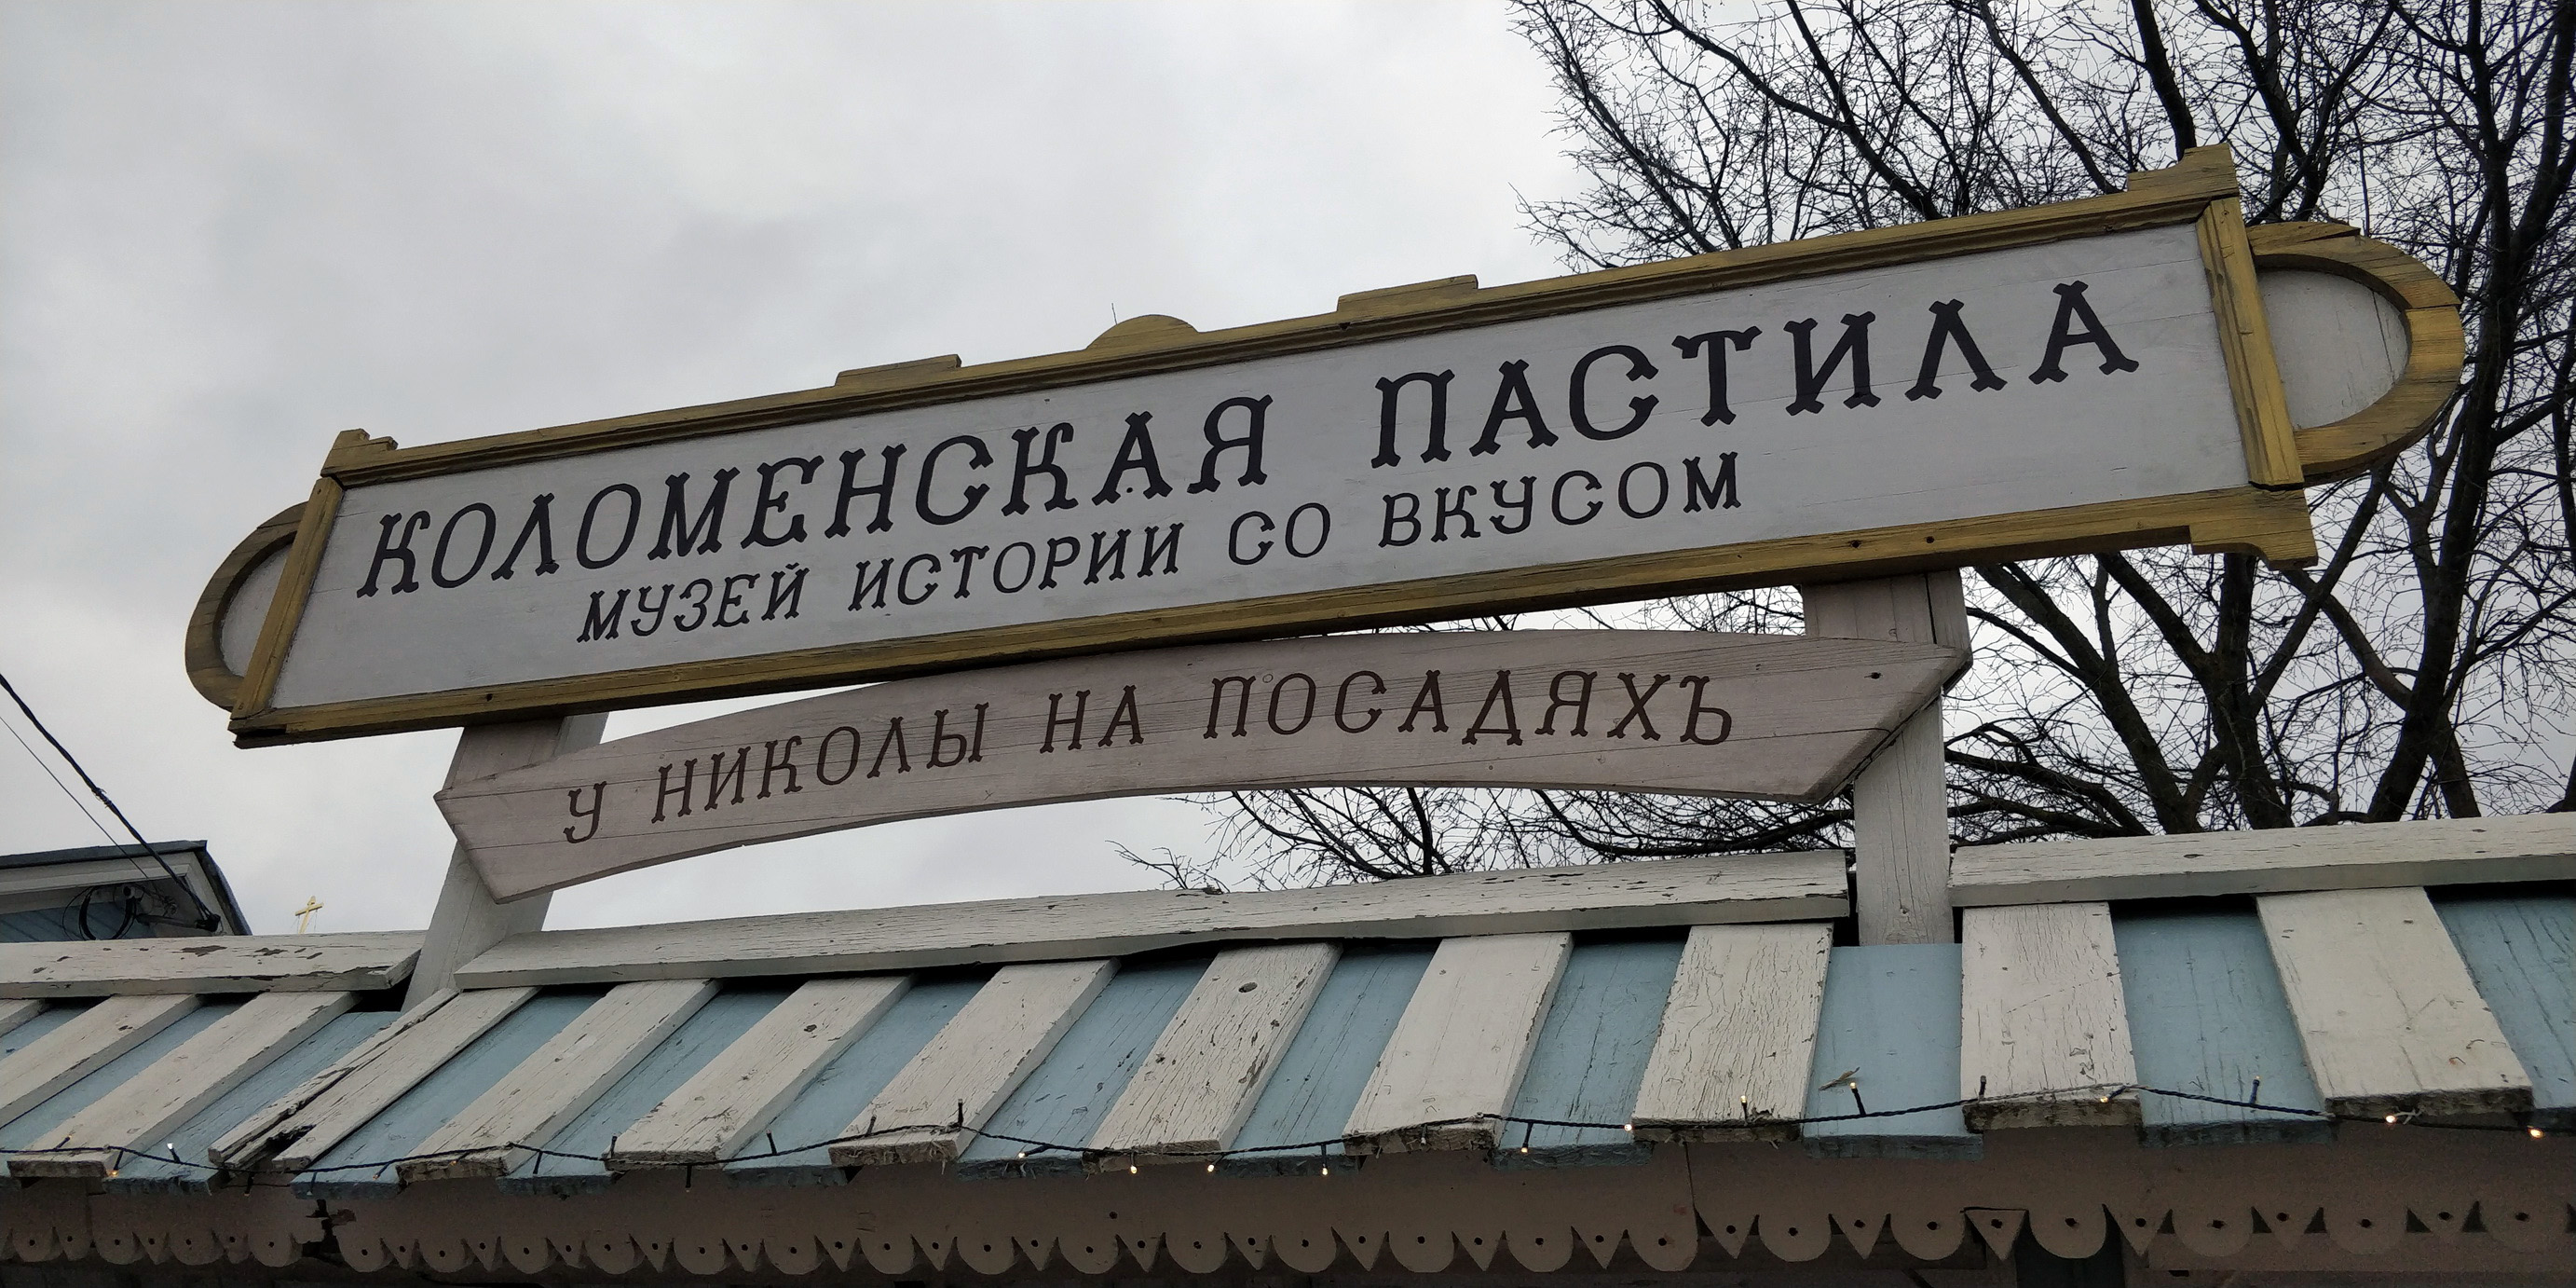 КОЛОМЕНСКАЯ ПАСТИЛА
МУЗЕЙ ИСТОРИИ СО ВКУСОМ
У НИКОЛЫ НА ПОСАДЯХЪ